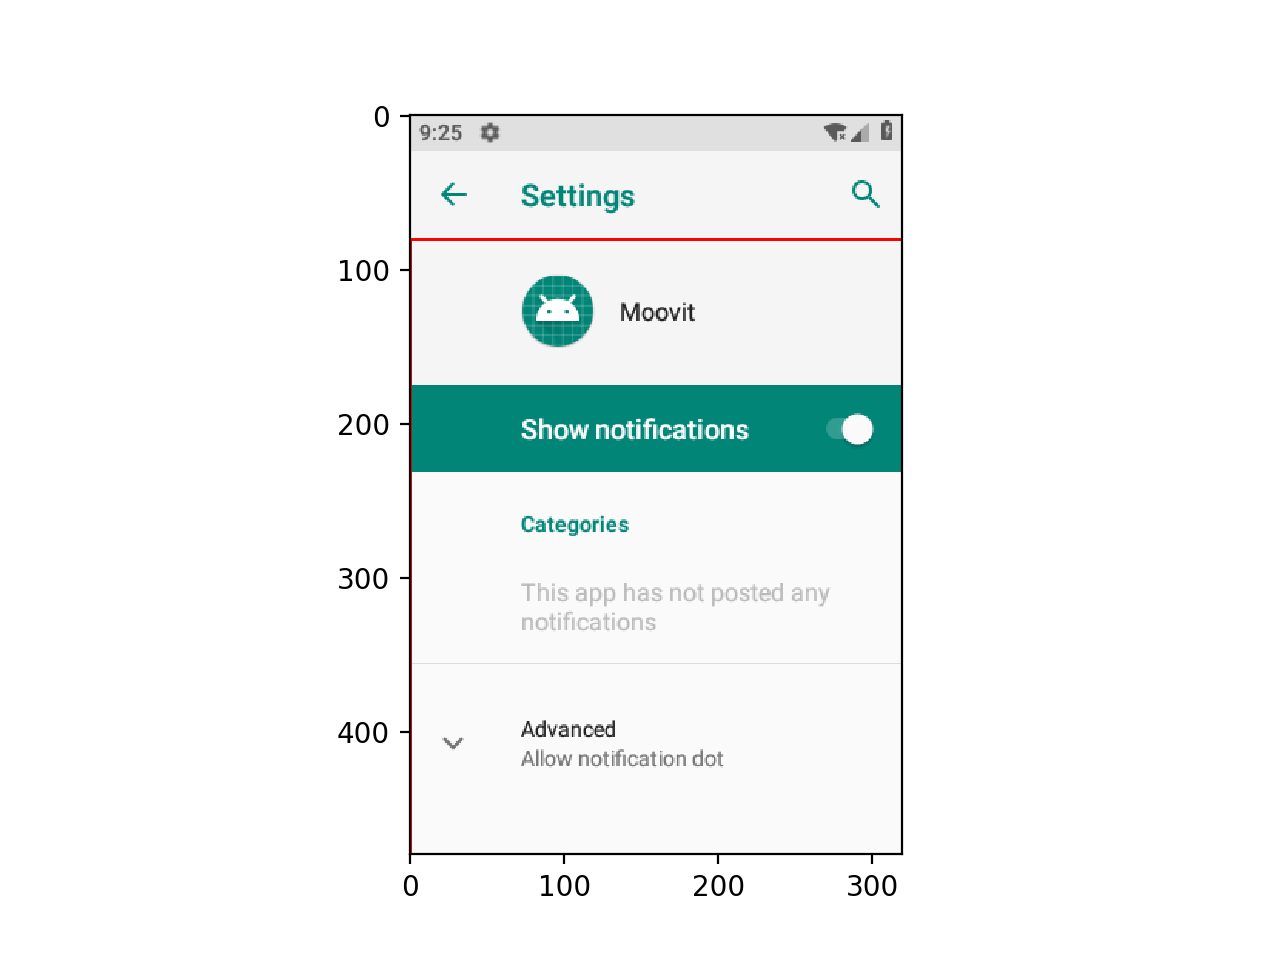 0
9:25
Settings
100
Moovit
200
Show notifications
Categories
300
This app has not posted any
notifications
400
Advanced
Allow notification dot
0 100 200 300